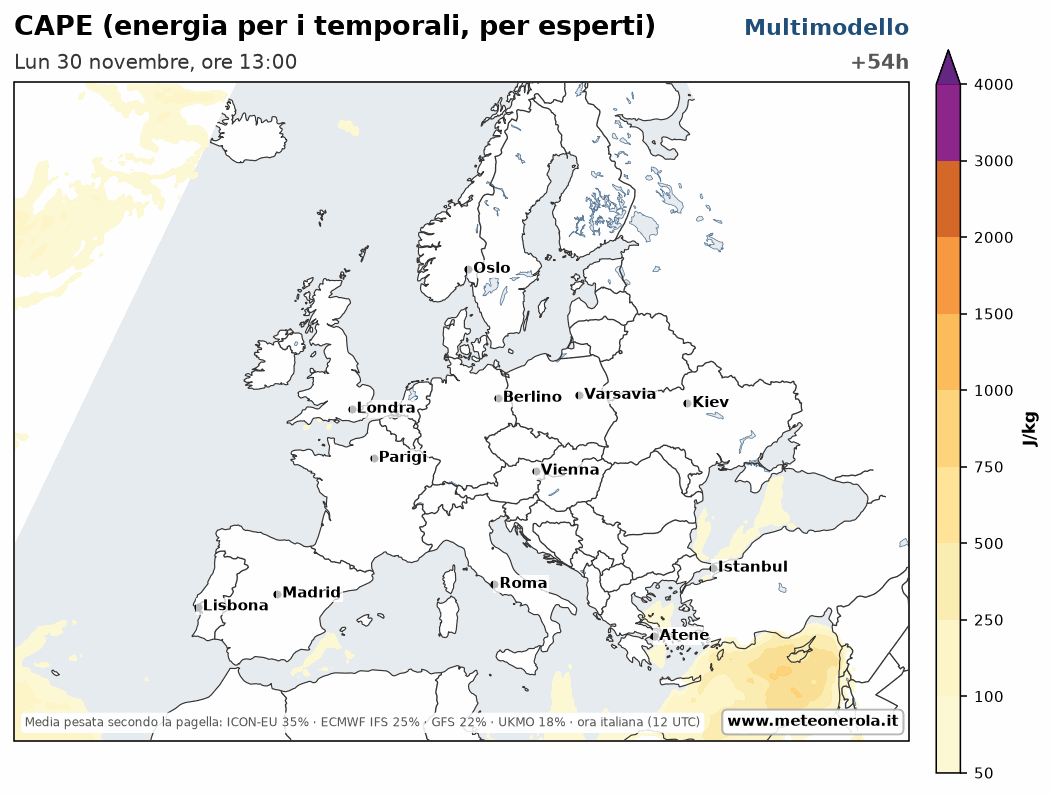 CAPE (energia per i temporali, per esperti)
Multimodello
Lun 30 novembre, ore 13:00
+54h
4000
3000
2000
1500
1000
750
500
250
100
50
J/kg
Oslo
Londra
Berlino
Varsavia
Kiev
Parigi
Vienna
Istanbul
Roma
Madrid
Lisbona
Atene
Media pesata secondo la pagella: ICON-EU 35% · ECMWF IFS 25% · GFS 22% · UKMO 18% · ora italiana (12 UTC)
www.meteonerola.it